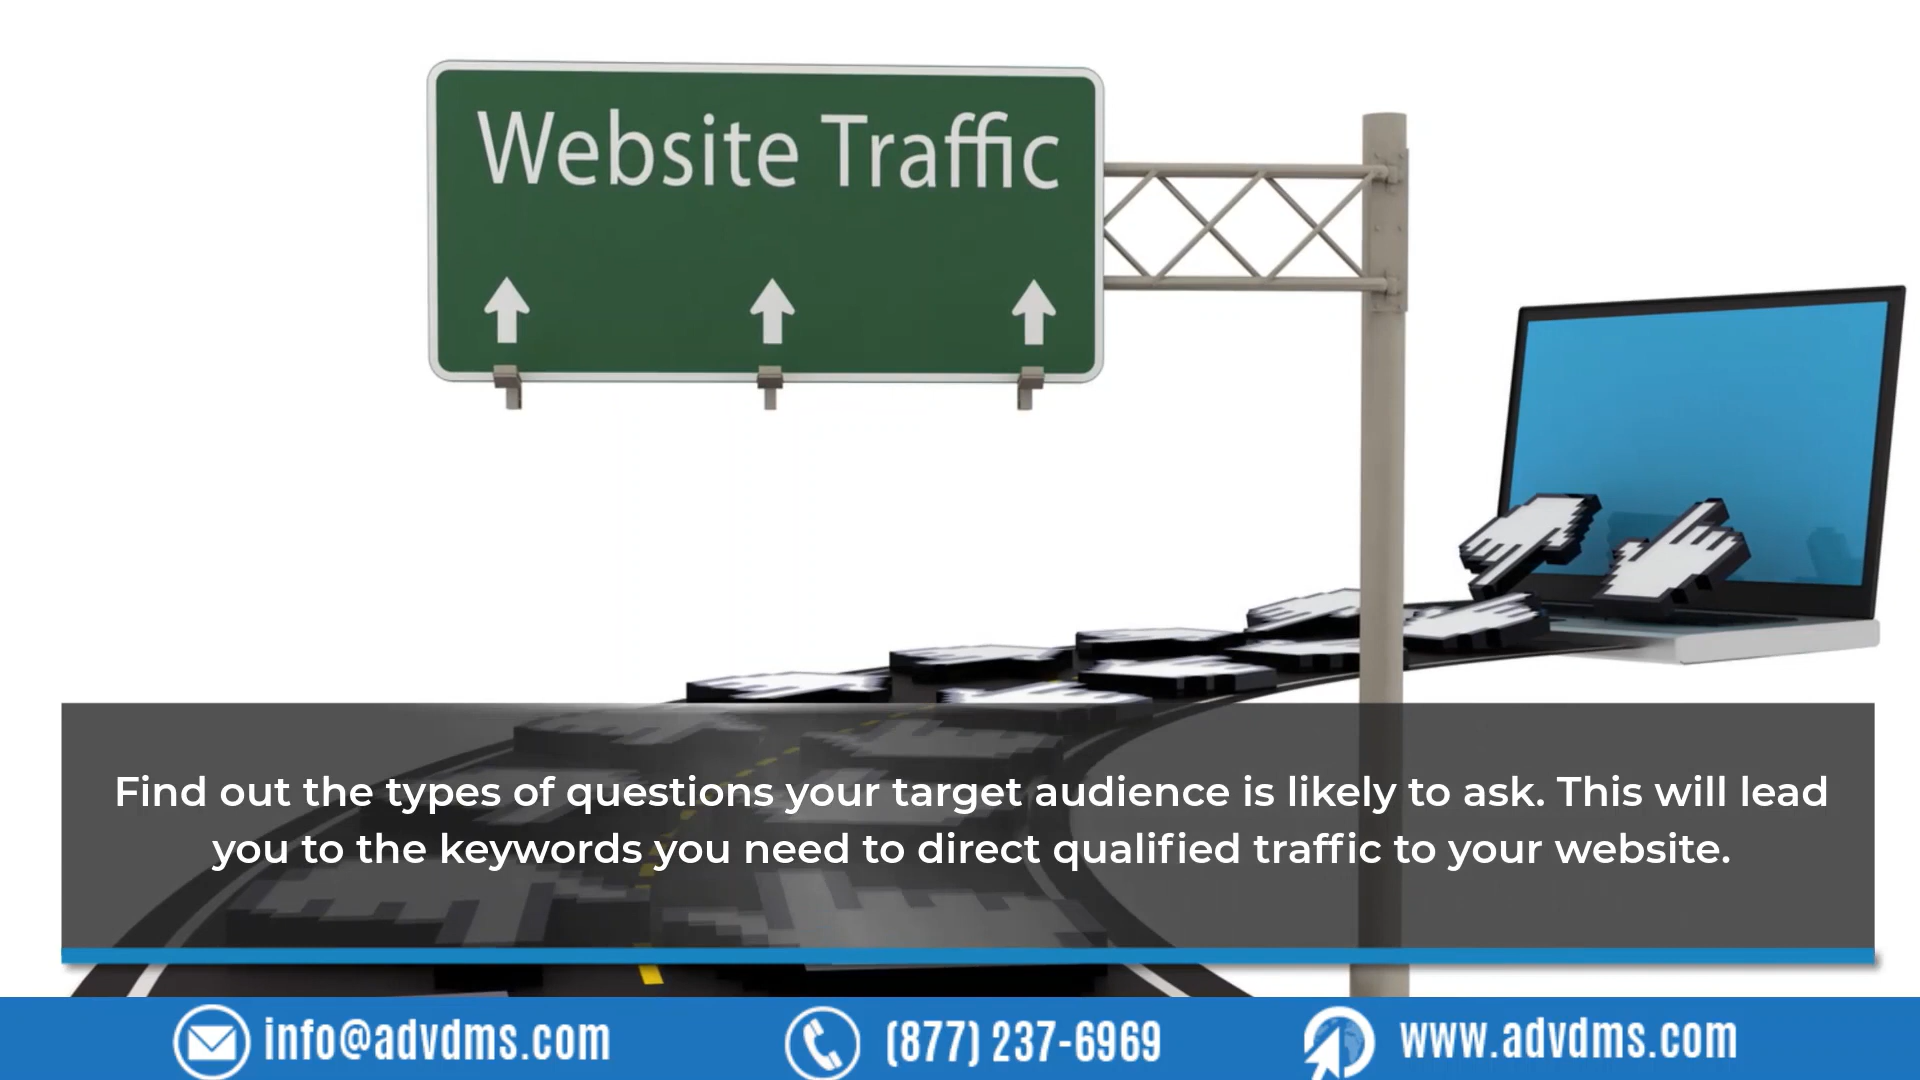 Website Traffic
Find out the types of questions your target audience is likely to ask. This will lead
you to the keywords you need to direct qualified traffic to your website.
info@advdms.com
(877) 237-6969
www.advdms.com